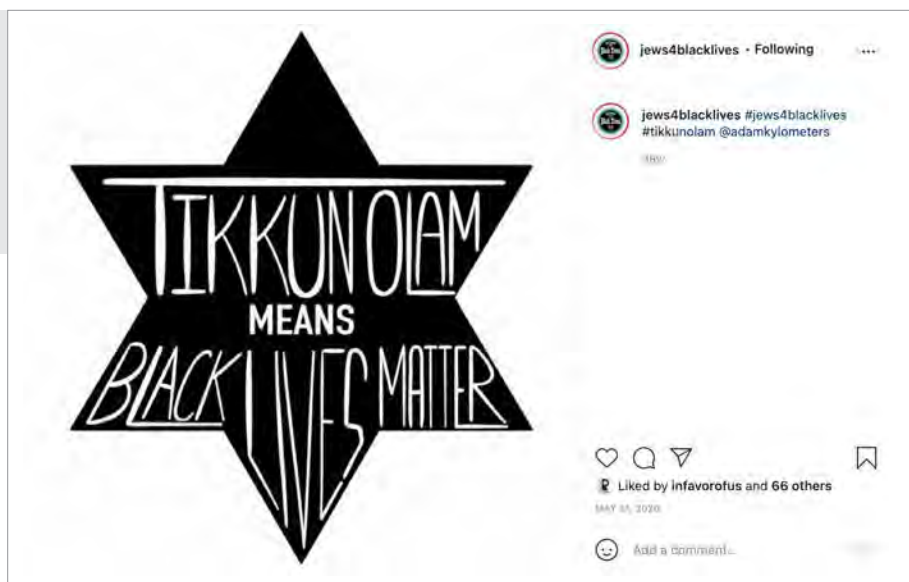 TIKKUN OLAM
MEANS
BLACK LIVES MATTER
jews4blacklives • Following
jews4blacklives #jews4blacklives
#tikkunolam @adamkylometers
Liked by infavorofus and 66 others
MAY 31, 2020
Add a comment...